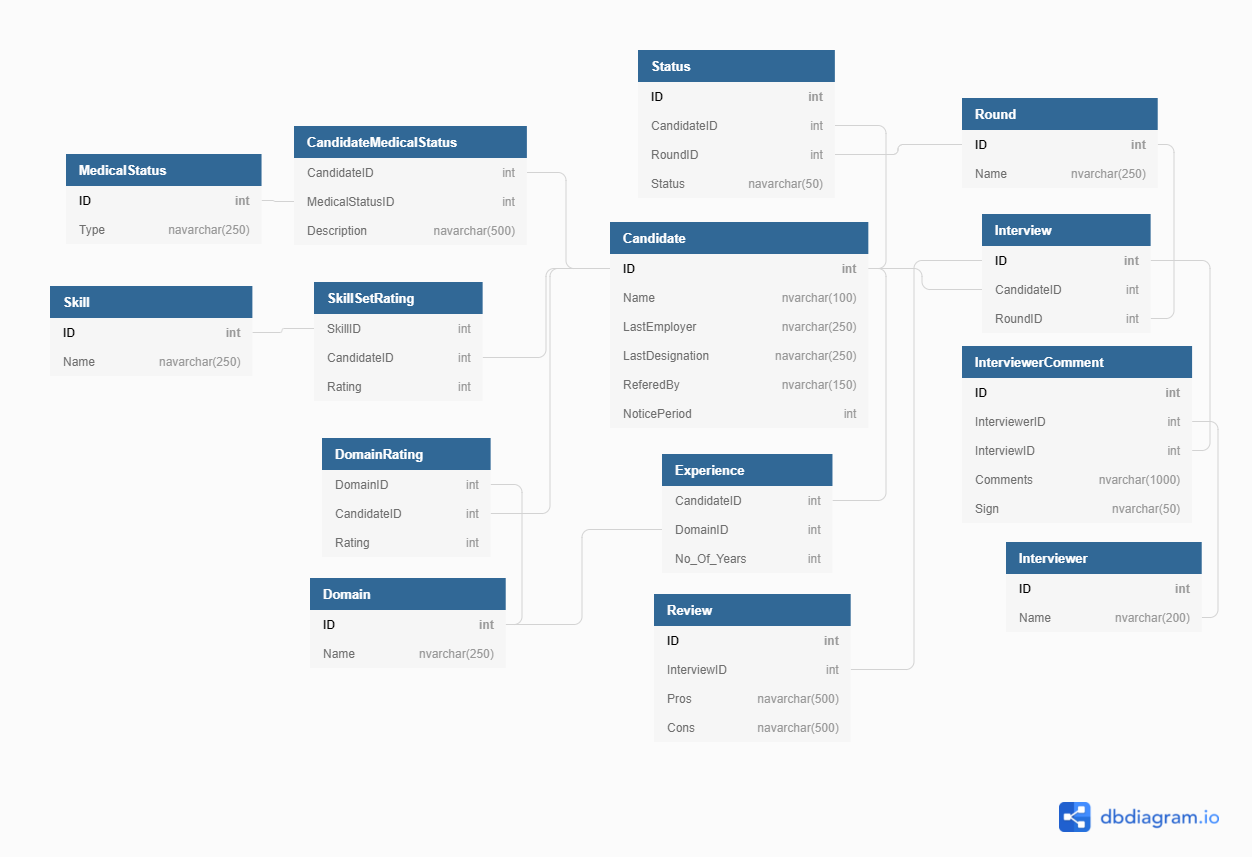 Status
ID int
CandidateID int
RoundID int
Status navarchar(50)
Round
ID int
Name nvarchar(250)
CandidateMedicalStatus
CandidateID int
MedicalStatusID int
Description nvarchar(500)
MedicalStatus
ID int
Type navarchar(250)
Candidate
ID int
Name nvarchar(100)
LastEmployer nvarchar(250)
LastDesignation navarchar(250)
ReferedBy nvarchar(150)
NoticePeriod int
Interview
ID int
CandidateID int
RoundID int
Skill
ID int
Name navarchar(250)
SkillSetRating
SkillID int
CandidateID int
Rating int
InterviewerComment
ID int
InterviewerID int
InterviewID int
Comments nvarchar(1000)
Sign nvarchar(50)
DomainRating
DomainID int
CandidateID int
Rating int
Experience
CandidateID int
DomainID int
No_Of_Years int
Interviewer
ID int
Name nvarchar(200)
Domain
ID int
Name nvarchar(250)
Review
ID int
InterviewID int
Pros navarchar(500)
Cons navarchar(500)
dbdiagram.io